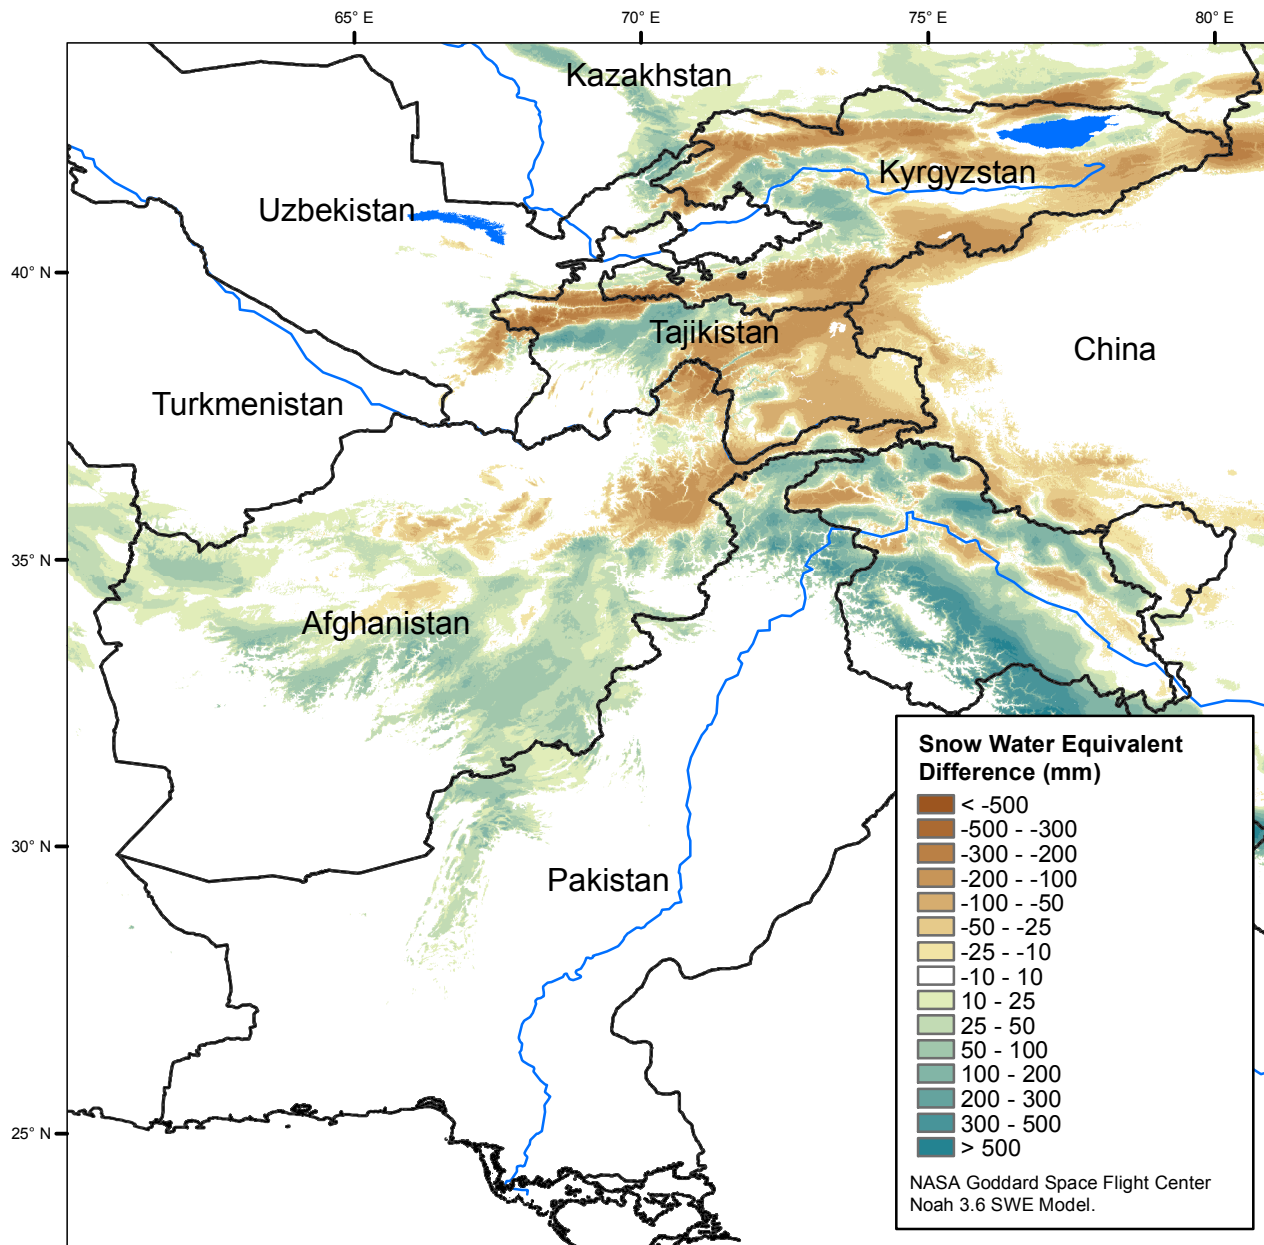 65° E
70° E
75° E
80° E
Kazakhstan
Kyrgyzstan
Uzbekistan
40° N
Tajikistan
China
Turkmenistan
35° N
Afghanistan
Snow Water Equivalent
Difference (mm)
< -500
-500 - -300
-300 - -200
-200 - -100
-100 - -50
-50 - -25
-25 - -10
-10 - 10
10 - 25
25 - 50
50 - 100
100 - 200
200 - 300
300 - 500
> 500
NASA Goddard Space Flight Center
Noah 3.6 SWE Model.
30° N
Pakistan
25° N